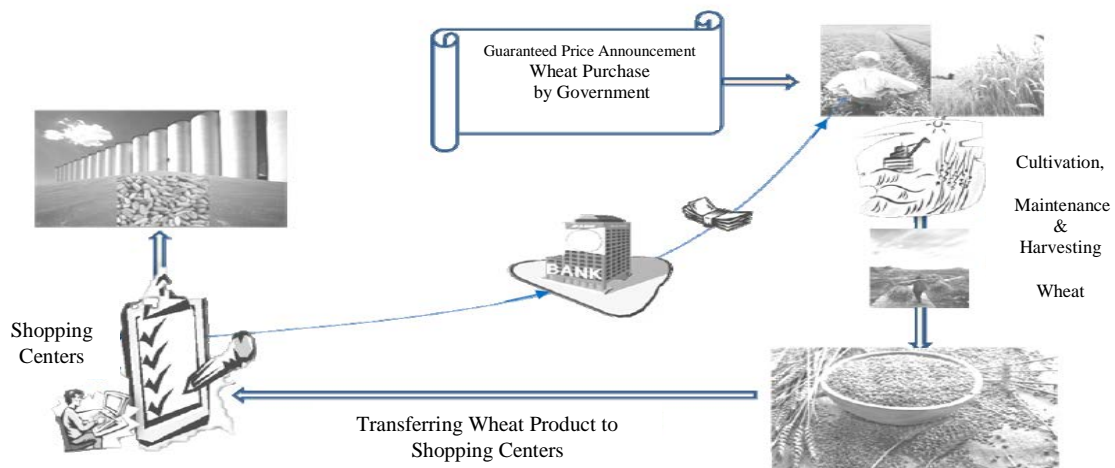 Guaranteed Price Announcement
Wheat Purchase
by Government
Cultivation,
Maintenance
&
Harvesting
Wheat
BANK
Shopping
Centers
Transferring Wheat Product to
Shopping Centers